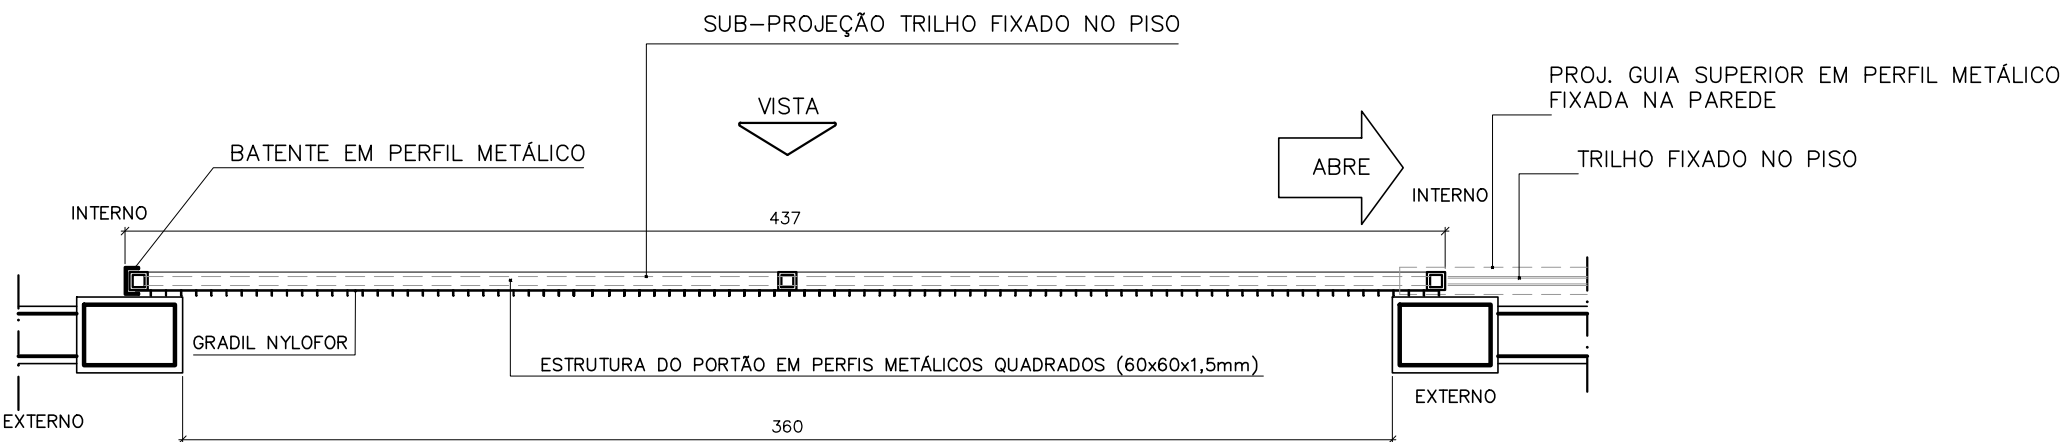 SUB-PROJEÇÃO TRILHO FIXADO NO PISO
PROJ. GUIA SUPERIOR EM PERFIL METÁLICO
FIXADA NA PAREDE
VISTA
BATENTE EM PERFIL METÁLICO
ABRE
TRILHO FIXADO NO PISO
INTERNO
INTERNO
437
GRADIL NYLOFOR
ESTRUTURA DO PORTÃO EM PERFIS METÁLICOS QUADRADOS (60x60x1,5mm)
EXTERNO
EXTERNO
360